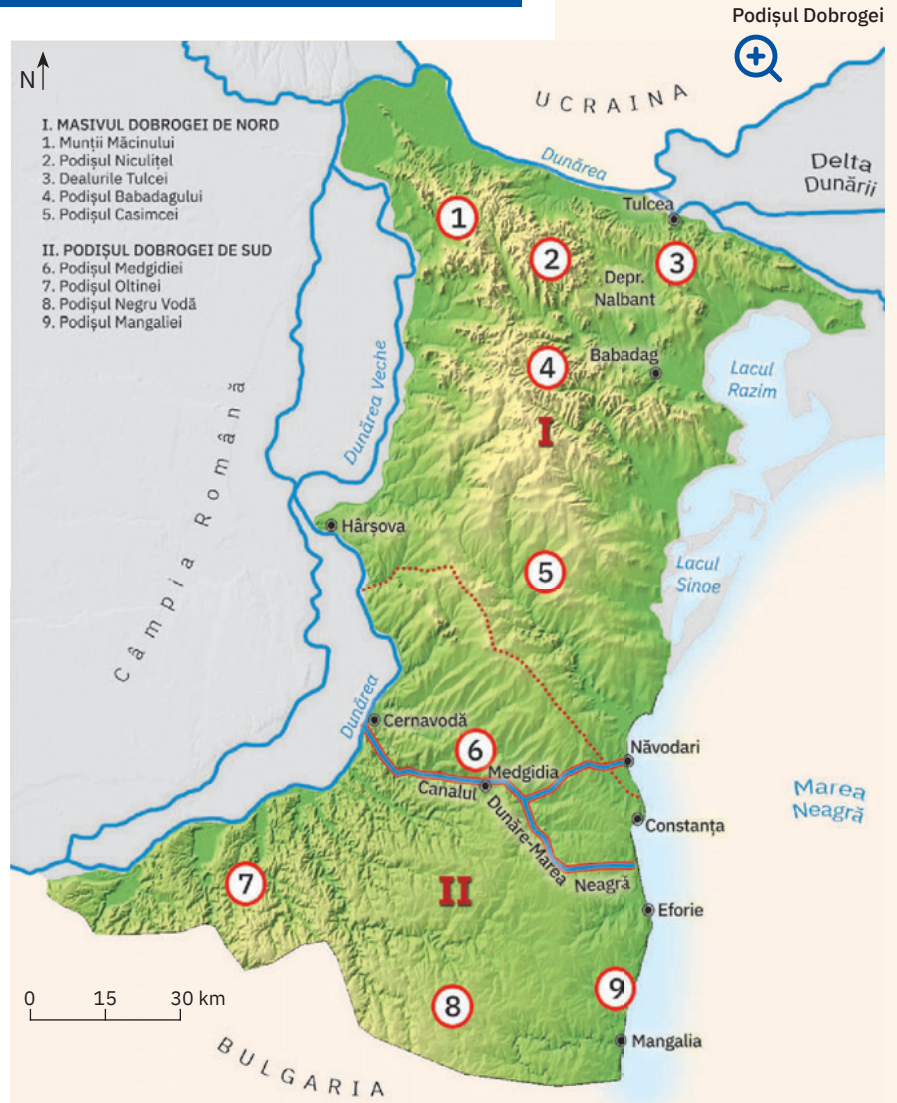 Podișul Dobrogei
N
UCRAINA
I. MASIVUL DOBROGEI DE NORD
1. Munții Măcinului
2. Podișul Niculițel
3. Dealurile Tulcei
4. Podișul Babadagului
5. Podișul Casimcei
II. PODIȘUL DOBROGEI DE SUD
6. Podișul Medgidiei
7. Podișul Oltinei
8. Podișul Negru Vodă
9. Podișul Mangaliei
Dunărea
Delta
Dunării
Tulcea
1
2
3
Depr.
Nalbant
Babadag
4
Lacul
Razim
Dunărea Veche
I
Câmpia Română
Hârșova
5
Lacul
Sinoe
Dunărea
Cernavodă
6
Năvodari
Medgidia
Canalul Dunăre-Marea Neagră
Marea
Neagră
Constanța
7
II
Eforie
0 15 30 km
8
9
Mangalia
BULGARIA